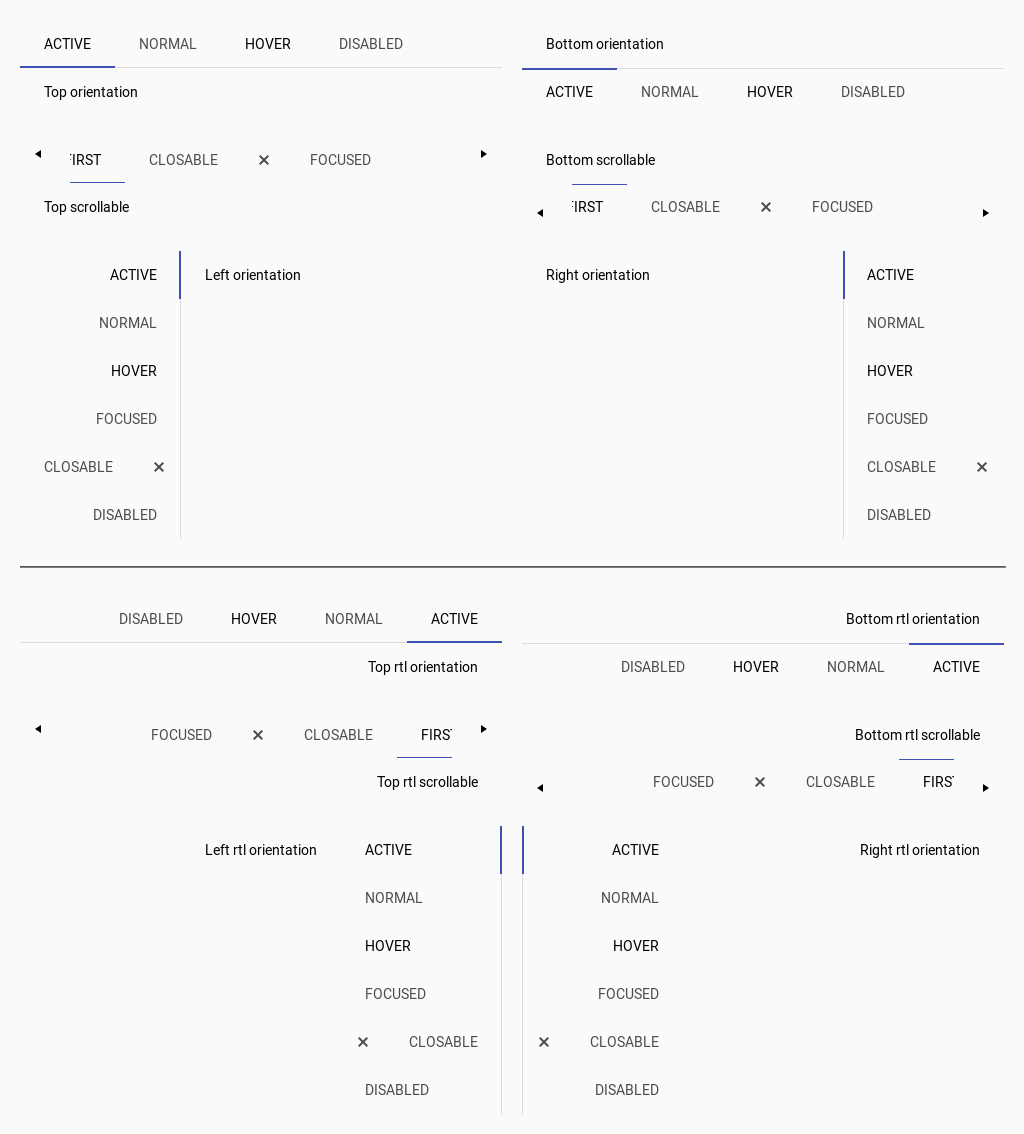 ACTIVE NORMAL HOVER DISABLED
Top orientation
Bottom orientation
ACTIVE NORMAL HOVER DISABLED
FIRST CLOSABLE FOCUSED
Top scrollable
Bottom scrollable
FIRST CLOSABLE FOCUSED
ACTIVE
NORMAL
HOVER
FOCUSED
CLOSABLE
DISABLED
Left orientation
Right orientation
ACTIVE
NORMAL
HOVER
FOCUSED
CLOSABLE
DISABLED
DISABLED HOVER NORMAL ACTIVE
Top rtl orientation
Bottom rtl orientation
DISABLED HOVER NORMAL ACTIVE
FOCUSED CLOSABLE FIRST
Top rtl scrollable
Bottom rtl scrollable
FOCUSED CLOSABLE FIRST
Left rtl orientation
ACTIVE
NORMAL
HOVER
FOCUSED
CLOSABLE
DISABLED
ACTIVE
NORMAL
HOVER
FOCUSED
CLOSABLE
DISABLED
Right rtl orientation